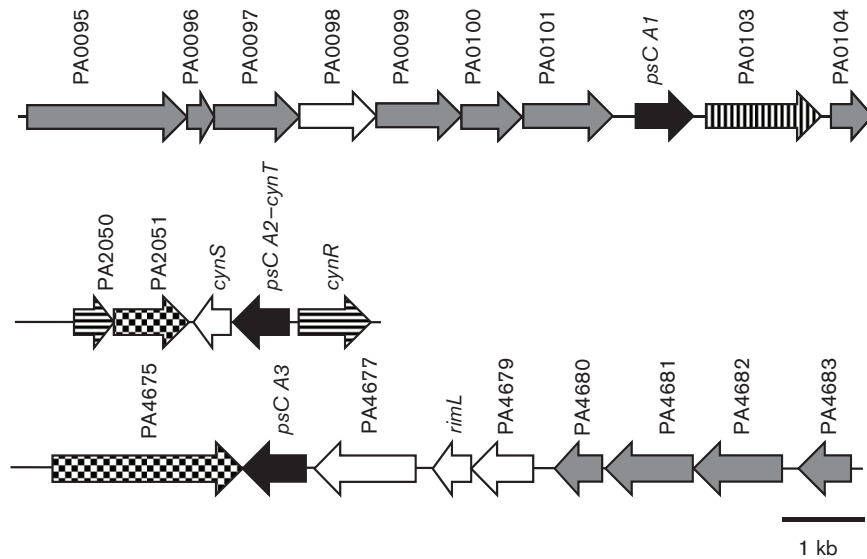 PA0095 PA0096 PA0097 PA0098 PA0099 PA0100 PA0101 psC A1 PA0103 PA0104
PA2050 PA2051 cynS psC A2–cynT cynR
PA4675 psC A3 PA4677 rimL PA4679 PA4680 PA4681 PA4682 PA4683
1 kb